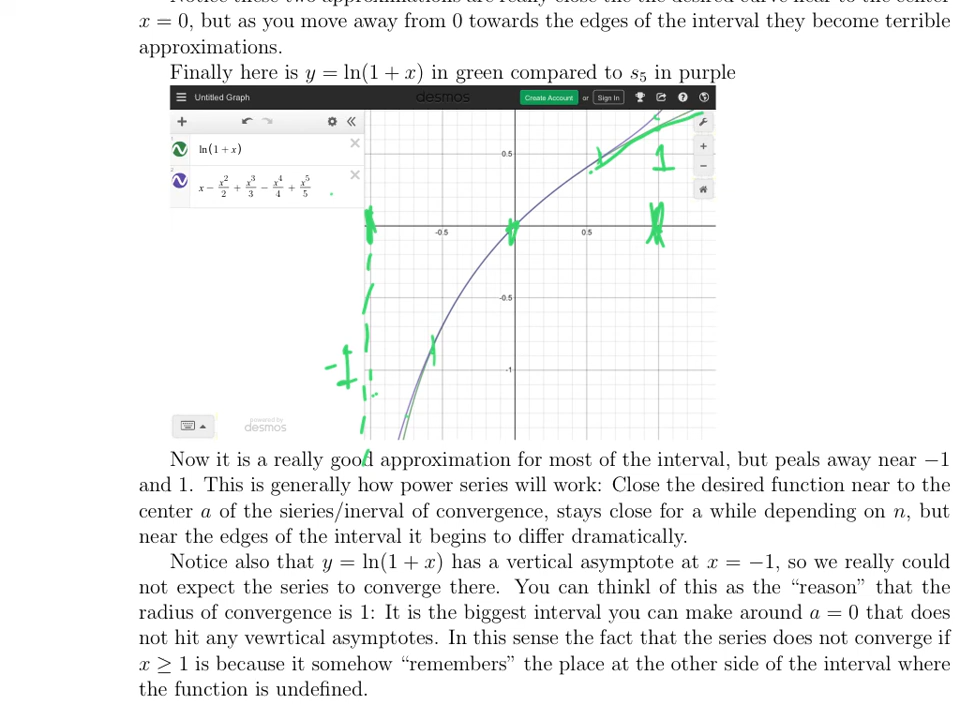 x = 0, but as you move away from 0 towards the edges of the interval they become terrible
approximations.
Finally here is y = ln(1 + x) in green compared to s₅ in purple
Untitled Graph
desmos
Create Account or Sign In
ln(1 + x)
x − x²/2 + x³/3 − x⁴/4 + x⁵/5
0.5
-0.5
0.5
-0.5
-1
1
-1
powered by
desmos
Now it is a really good approximation for most of the interval, but peals away near −1
and 1. This is generally how power series will work: Close the desired function near to the
center a of the sieries/inerval of convergence, stays close for a while depending on n, but
near the edges of the interval it begins to differ dramatically.
Notice also that y = ln(1 + x) has a vertical asymptote at x = −1, so we really could
not expect the series to converge there. You can thinkl of this as the “reason” that the
radius of convergence is 1: It is the biggest interval you can make around a = 0 that does
not hit any vewrtical asymptotes. In this sense the fact that the series does not converge if
x ≥ 1 is because it somehow “remembers” the place at the other side of the interval where
the function is undefined.